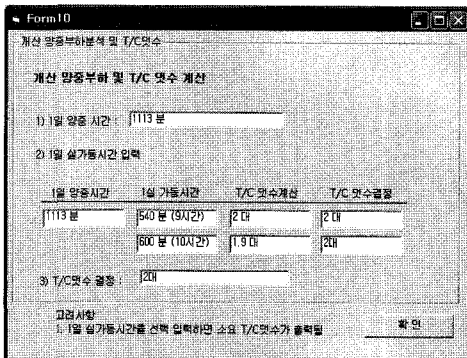 Form10
개산 양중부하분석 및 T/C댓수
개산 양중부하 및 T/C 댓수 계산
1) 1일 양중 시간 : 1113 분
2) 1일 실가동시간 입력
1일 양중시간 1일 가동시간 T/C 댓수계산 T/C 댓수결정
1113 분 540 분 (9시간) 2 대 2 대
600 분 (10시간) 1.9 대 2대
3) T/C댓수 결정 : 2대
고려사항
1. 1일 실가동시간을 선택 입력하면 소요 T/C댓수가 출력됨
확 인